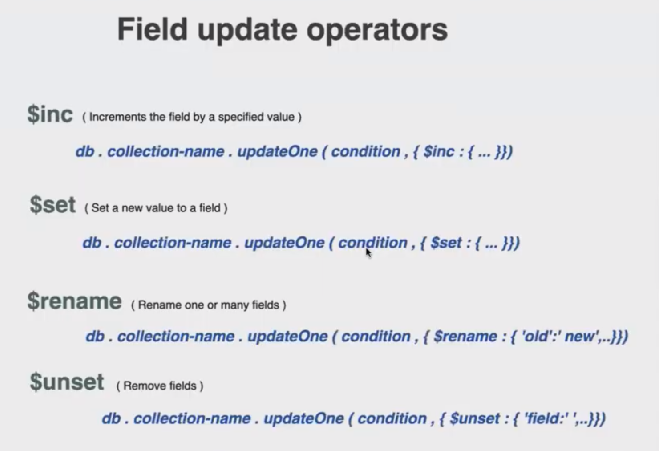 Field update operators
$inc ( Increments the field by a specified value )
db . collection-name . updateOne ( condition , { $inc : { ... }})
$set ( Set a new value to a field )
db . collection-name . updateOne ( condition , { $set : { ... }})
$rename ( Rename one or many fields )
db . collection-name . updateOne ( condition , { $rename : { 'old':' new',..}})
$unset ( Remove fields )
db . collection-name . updateOne ( condition , { $unset : { 'field:' ',..}})